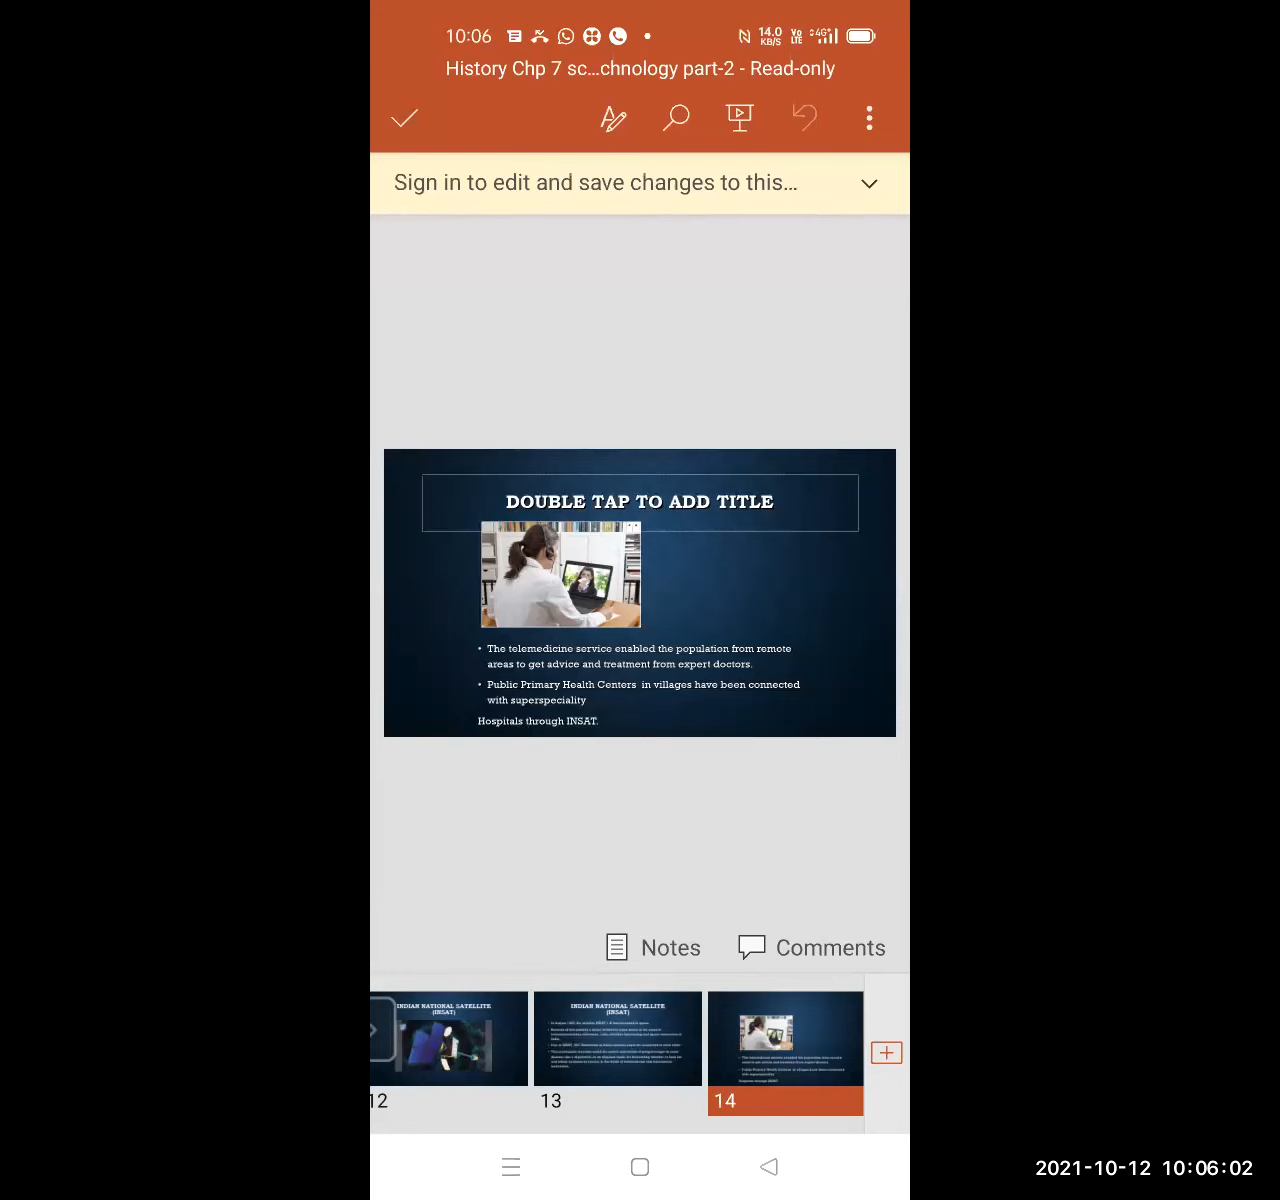 10:06 14.0 KB/S Vo LTE 4G+
History Chp 7 sc...chnology part-2 - Read-only
Sign in to edit and save changes to this...
DOUBLE TAP TO ADD TITLE
• The telemedicine service enabled the population from remote
areas to get advice and treatment from expert doctors.
• Public Primary Health Centers in villages have been connected
with superspeciality
Hospitals through INSAT.
Notes Comments
INDIAN NATIONAL SATELLITE
(INSAT)
INDIAN NATIONAL SATELLITE
(INSAT)
12 13 14
2021-10-12 10:06:02